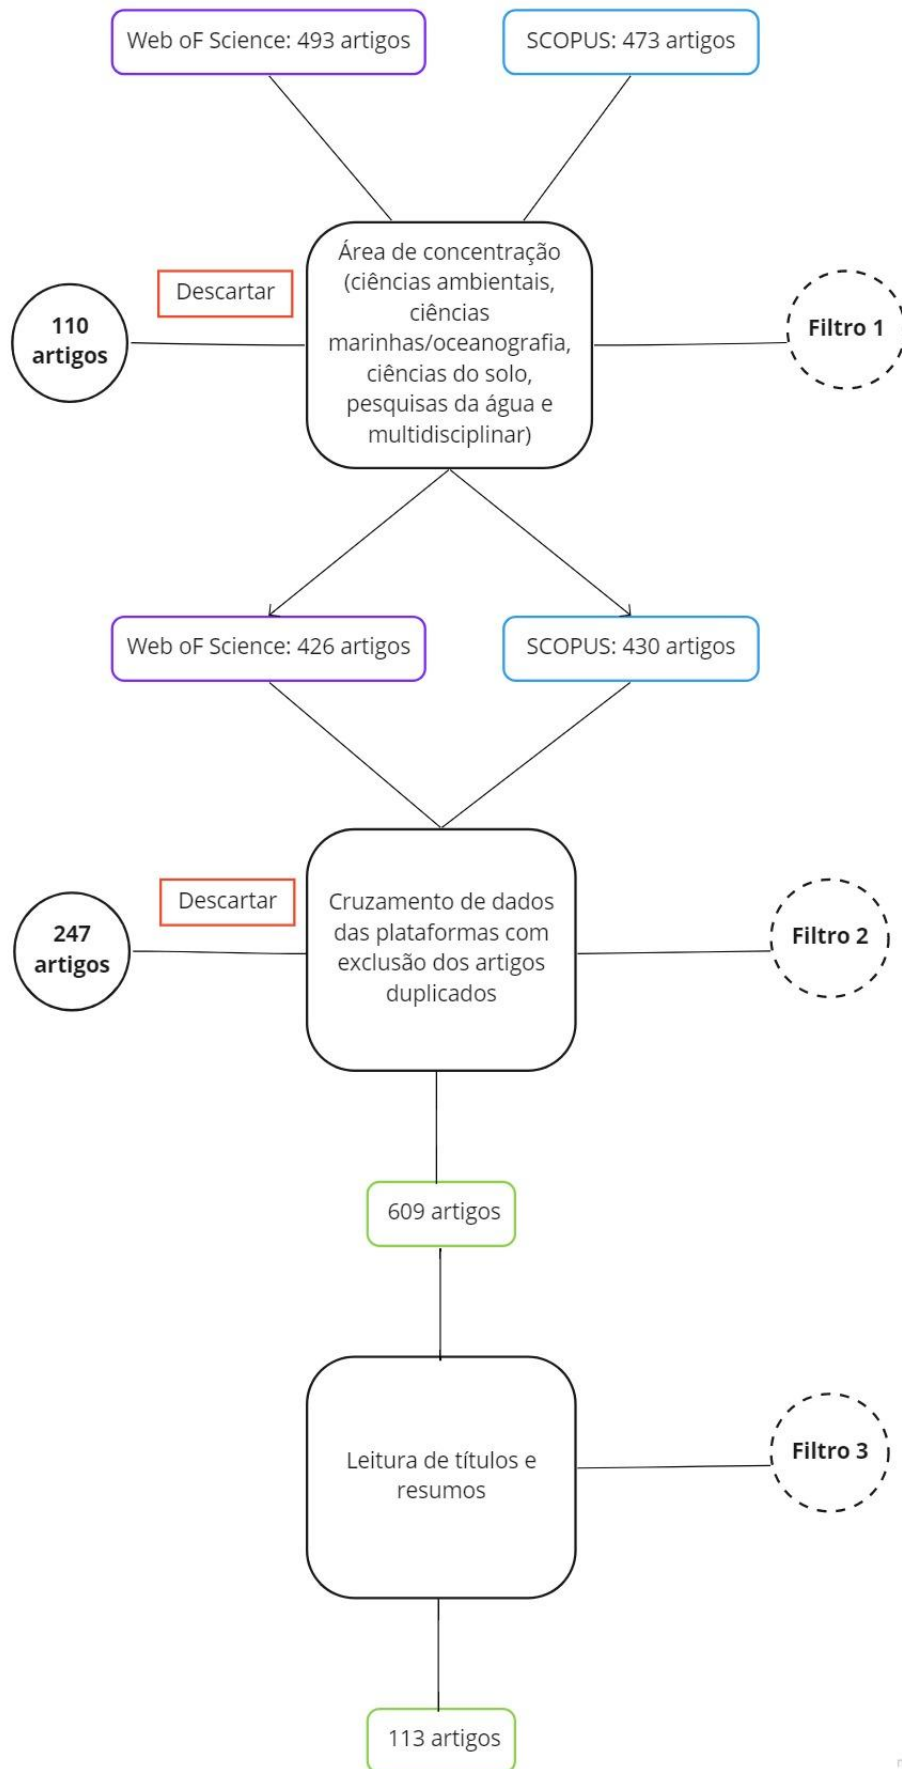 Web oF Science: 493 artigos
SCOPUS: 473 artigos
Área de concentração
(ciências ambientais,
ciências
marinhas/oceanografia,
ciências do solo,
pesquisas da água e
multidisciplinar)
Descartar
110
artigos
Filtro 1
Web oF Science: 426 artigos
SCOPUS: 430 artigos
Cruzamento de dados
das plataformas com
exclusão dos artigos
duplicados
Descartar
247
artigos
Filtro 2
609 artigos
Leitura de títulos e
resumos
Filtro 3
113 artigos